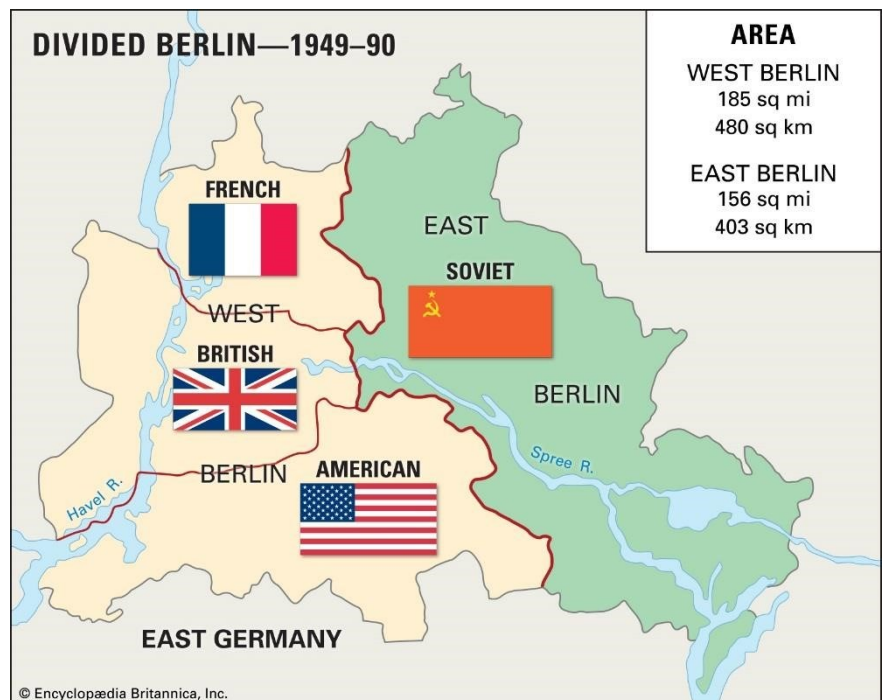 DIVIDED BERLIN—1949–90
AREA
WEST BERLIN
185 sq mi
480 sq km
EAST BERLIN
156 sq mi
403 sq km
FRENCH
EAST
SOVIET
WEST
BRITISH
BERLIN
Spree R.
BERLIN
AMERICAN
Havel R.
EAST GERMANY
© Encyclopædia Britannica, Inc.